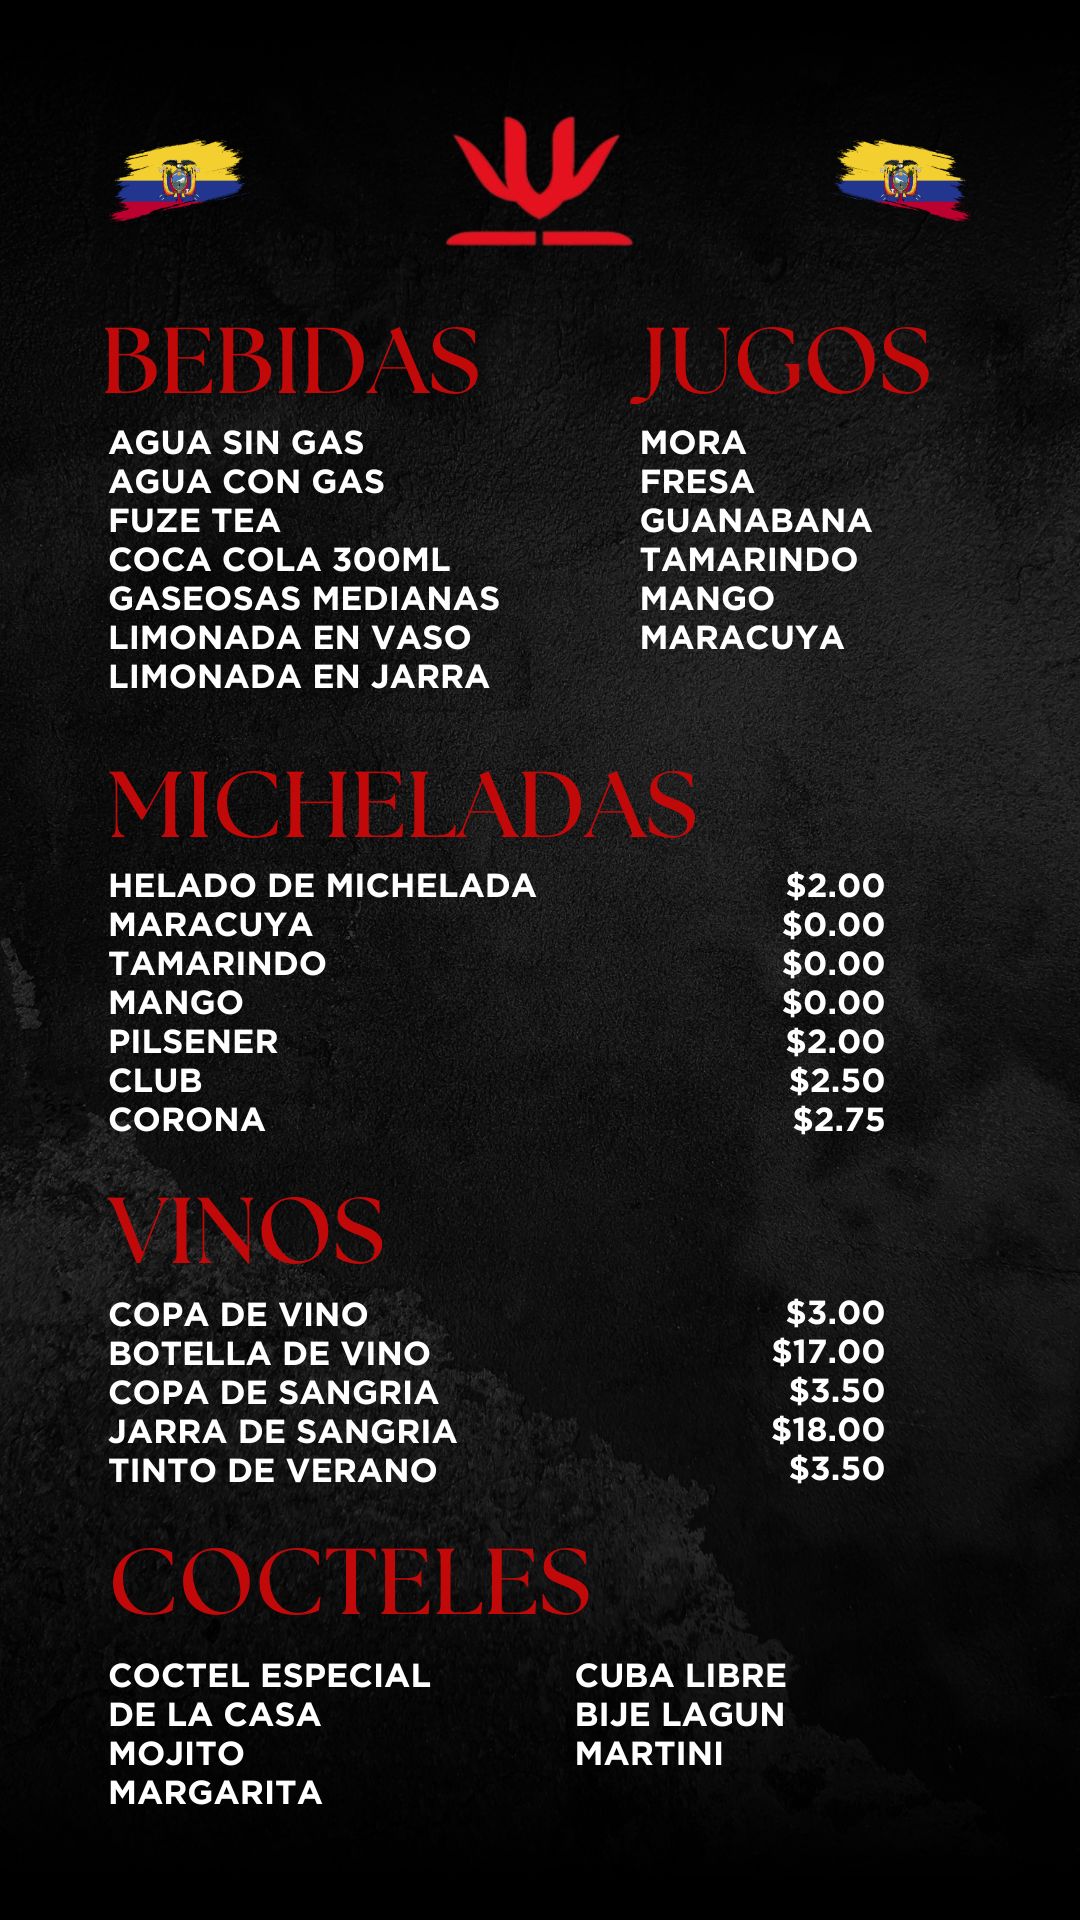 BEBIDAS
AGUA SIN GAS
AGUA CON GAS
FUZE TEA
COCA COLA 300ML
GASEOSAS MEDIANAS
LIMONADA EN VASO
LIMONADA EN JARRA
JUGOS
MORA
FRESA
GUANABANA
TAMARINDO
MANGO
MARACUYA
MICHELADAS
HELADO DE MICHELADA $2.00
MARACUYA $0.00
TAMARINDO $0.00
MANGO $0.00
PILSENER $2.00
CLUB $2.50
CORONA $2.75
VINOS
COPA DE VINO $3.00
BOTELLA DE VINO $17.00
COPA DE SANGRIA $3.50
JARRA DE SANGRIA $18.00
TINTO DE VERANO $3.50
COCTELES
COCTEL ESPECIAL
DE LA CASA
MOJITO
MARGARITA
CUBA LIBRE
BIJE LAGUN
MARTINI